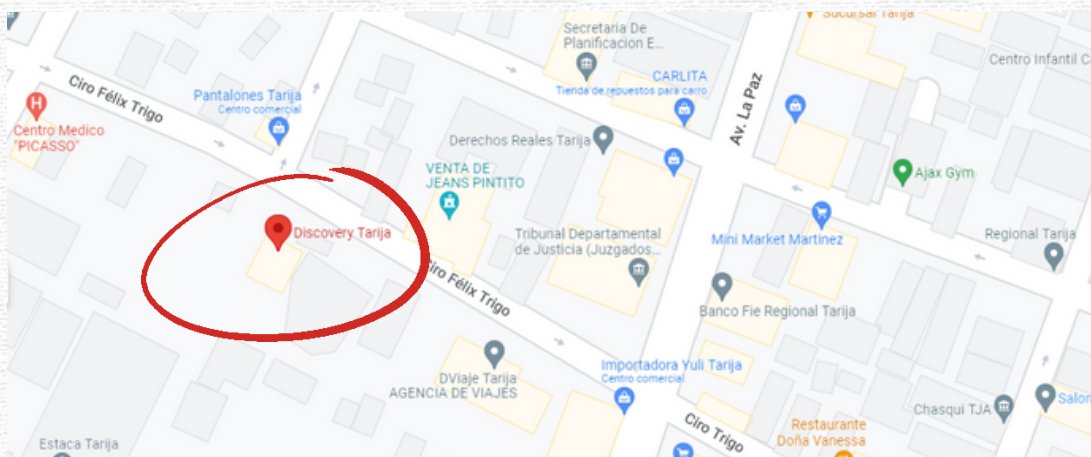 Sucursal Tarija
Secretaria De
Planificacion E...
Centro Infantil Ca
CARLITA
Tienda de repuestos para carro
Av. La Paz
Ciro Félix Trigo
Pantalones Tarija
Centro comercial
H
Centro Medico
"PICASSO"
Derechos Reales Tarija
VENTA DE
JEANS PINTITO
Ajax Gym
Discovery Tarija
Tribunal Departamental
de Justicia (Juzgados...
Mini Market Martinez
Regional Tarija
Ciro Félix Trigo
Banco Fie Regional Tarija
Importadora Yuli Tarija
Centro comercial
DViaje Tarija
AGENCIA DE VIAJES
Chasqui TJA
Salon
Ciro Trigo
Restaurante
Doña Vanessa
Estaca Tarija